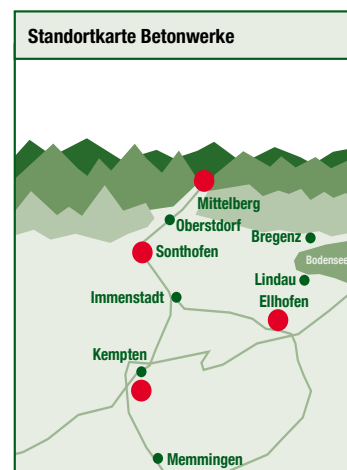 Standortkarte Betonwerke
Mittelberg
Oberstdorf
Bregenz
Sonthofen
Bodensee
Lindau
Immenstadt
Ellhofen
Kempten
Memmingen